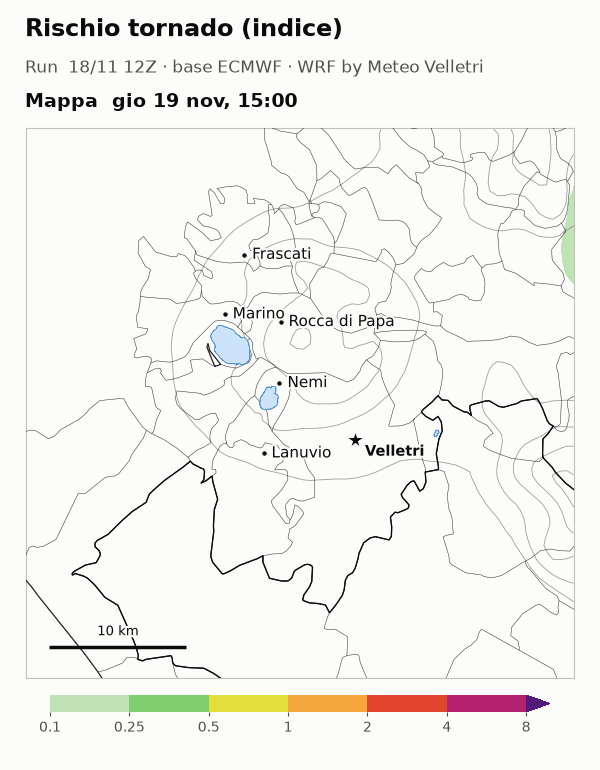 Rischio tornado (indice)
Run  18/11 12Z · base ECMWF · WRF by Meteo Velletri
Mappa  gio 19 nov, 15:00
Frascati
Marino
Rocca di Papa
Nemi
Velletri
Lanuvio
10 km
0.1 0.25 0.5 1 2 4 8